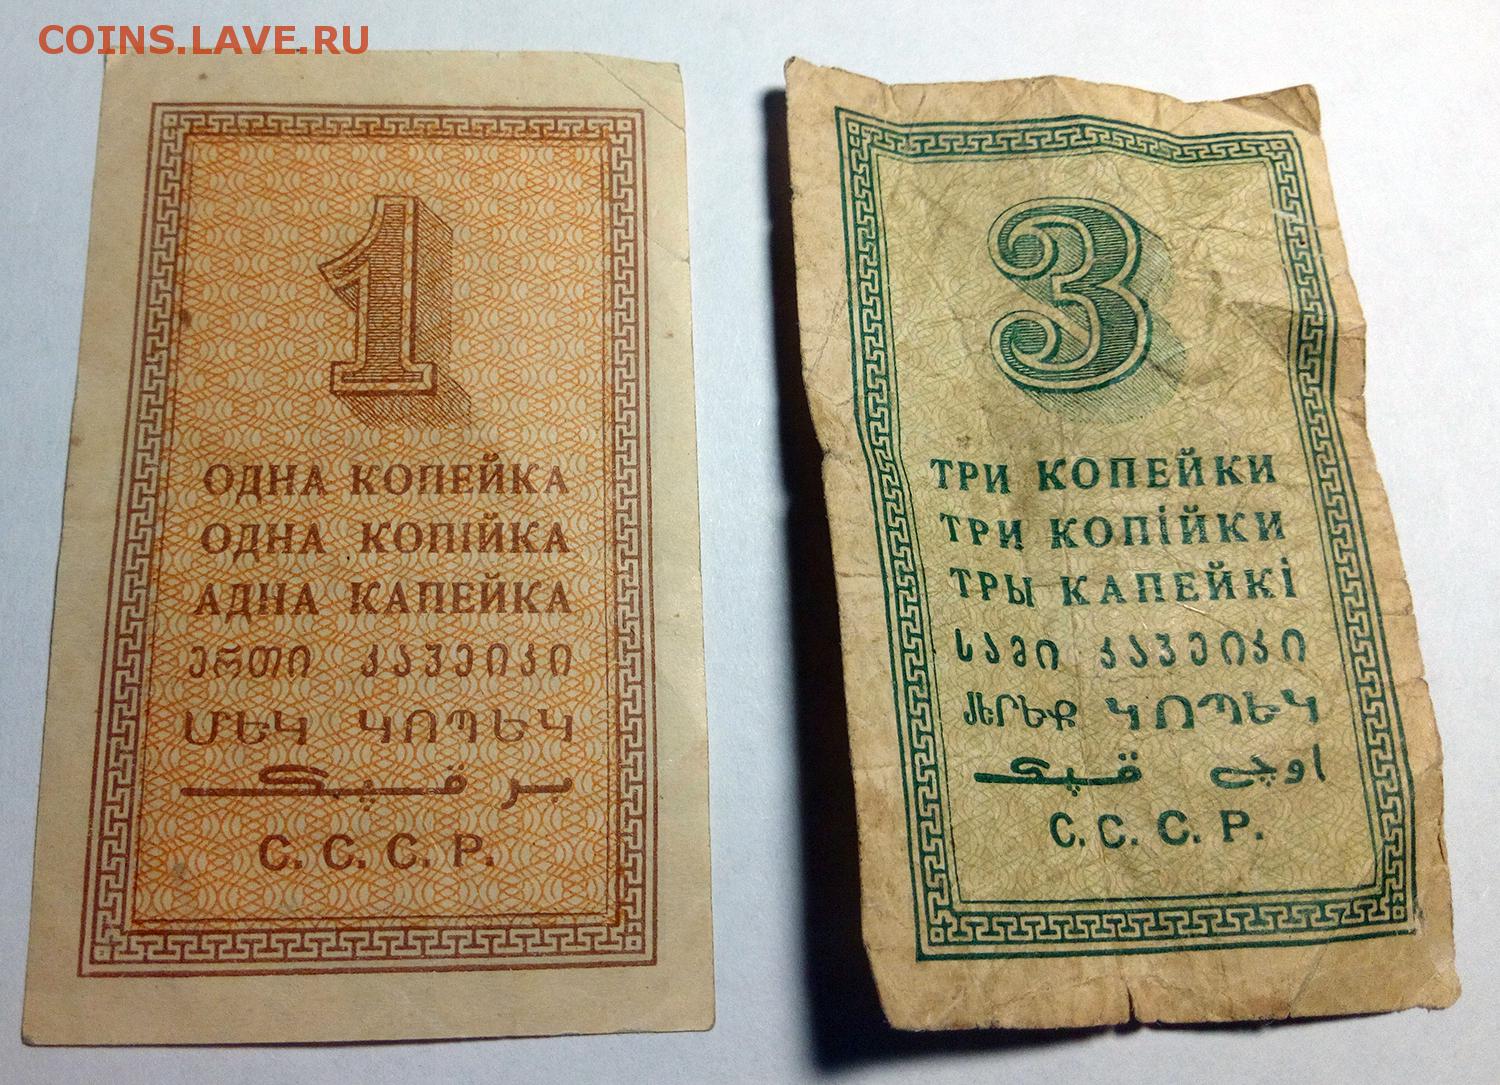 COINS.LAVE.RU
1
ОДНА КОПЕЙКА
ОДНА КОПІЙКА
АДНА КАПЕЙКА
ერთი კაპეიკი
ՄԵԿ ԿՈՊԵԿ
بر قپیک
С. С. С. Р.
3
ТРИ КОПЕЙКИ
ТРИ КОПІЙКИ
ТРЫ КАПЕЙКІ
სამი კაპეიკი
ԿՈՊԵԿ
اوچ قپیک
С. С. С. Р.